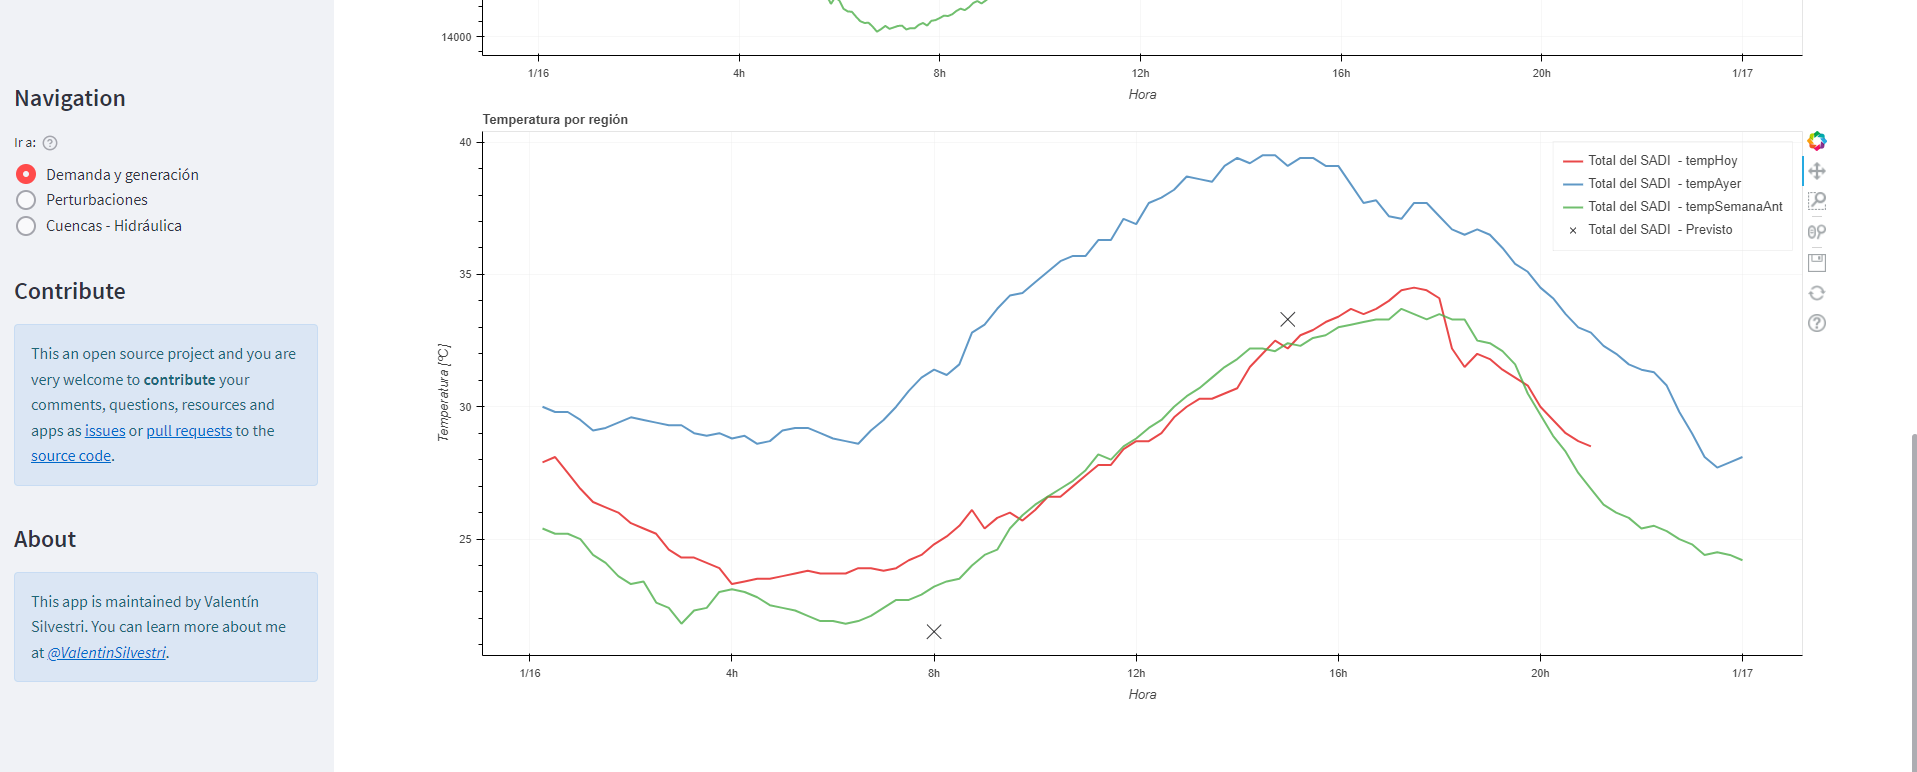 14000
1/16 4h 8h 12h 16h 20h 1/17
Hora
Navigation
Ir a: ?
Demanda y generación
Perturbaciones
Cuencas - Hidráulica
Contribute
This an open source project and you are
very welcome to contribute your
comments, questions, resources and
apps as issues or pull requests to the
source code.
About
This app is maintained by Valentín
Silvestri. You can learn more about me
at @ValentinSilvestri.
Temperatura por región
40
35
30
25
Temperatura [ºC]
Total del SADI - tempHoy
Total del SADI - tempAyer
Total del SADI - tempSemanaAnt
Total del SADI - Previsto
1/16 4h 8h 12h 16h 20h 1/17
Hora